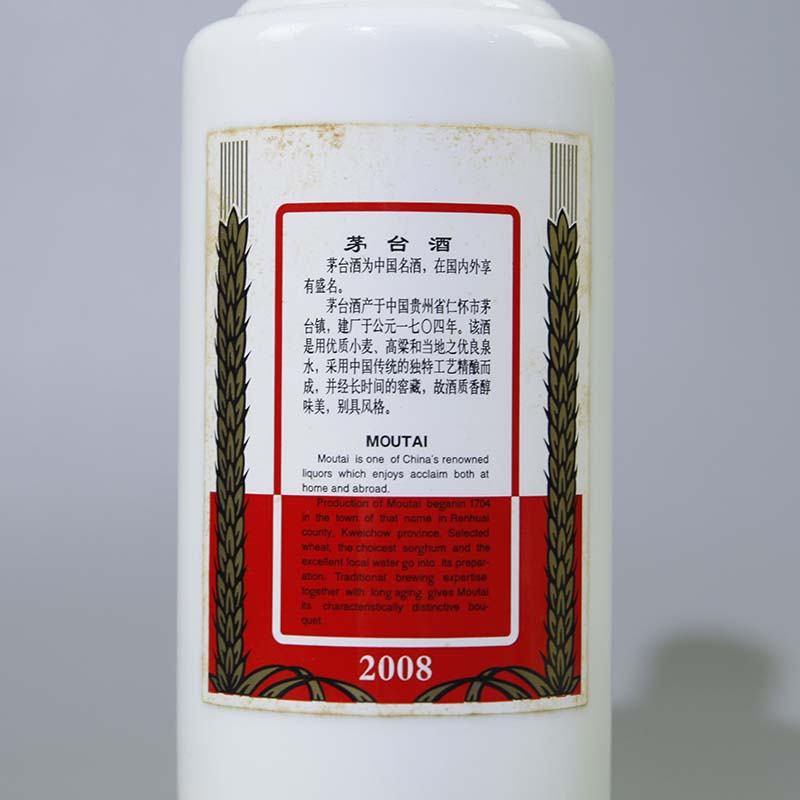 茅台酒
茅台酒为中国名酒，在国内外享
有盛名。
茅台酒产于中国贵州省仁怀市茅
台镇，建厂于公元一七〇四年。该酒
是用优质小麦、高粱和当地之优良泉
水，采用中国传统的独特工艺精酿而
成，并经长时间的窖藏，故酒质香醇
味美，别具风格。
MOUTAI
Moutai is one of China's renowned
liquors which enjoys acclaim both at
home and abroad.
Production of Moutai beganin 1704
in the town of that name in Renhuai
county, Kweichow province. Selected
wheat, the choicest sorghum and the
excellent local water go into its prepar-
ation. Traditional brewing expertise
together with long aging gives Moutai
its characteristically distinctive bou-
quet.
2008